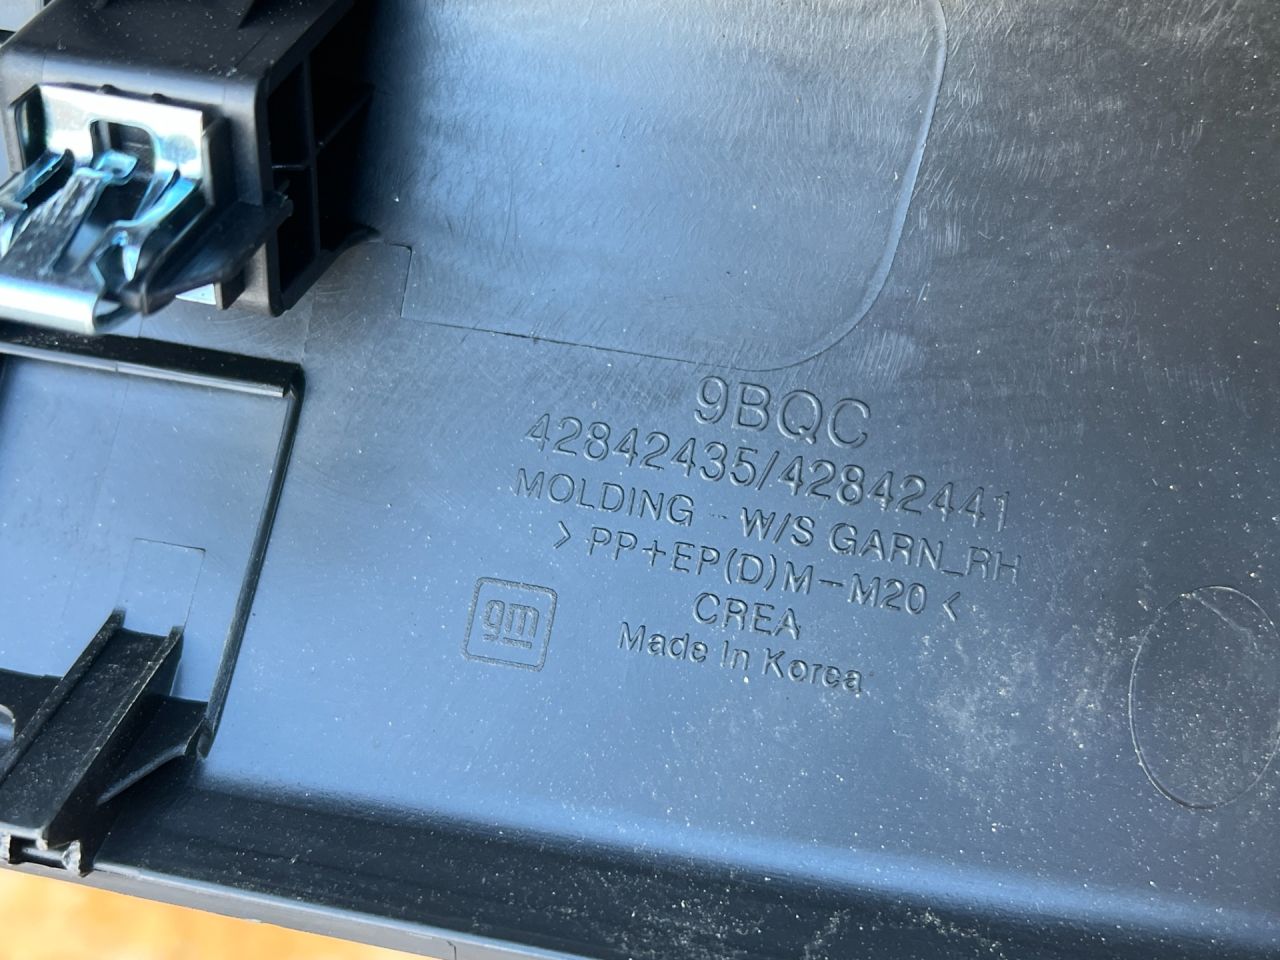 9BQC
42842435/42842441
MOLDING - W/S GARN_RH
> PP+EP(D)M-M20 <
CREA
gm
Made In Korea